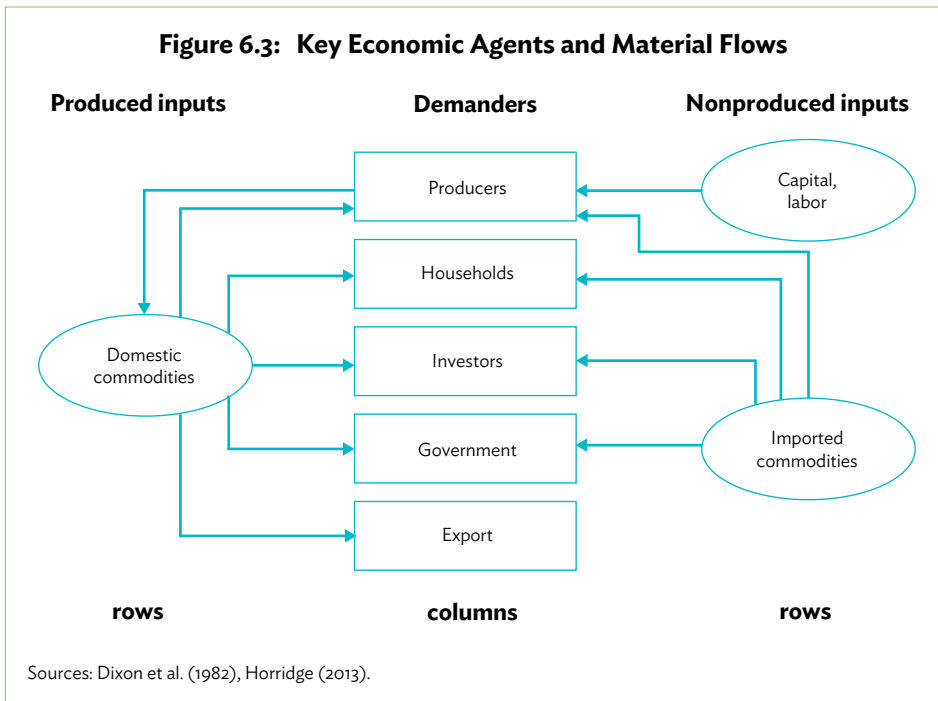 Figure 6.3: Key Economic Agents and Material Flows
Produced inputs
Demanders
Nonproduced inputs
Producers
Capital,
labor
Households
Domestic
commodities
Investors
Government
Imported
commodities
Export
rows
columns
rows
Sources: Dixon et al. (1982), Horridge (2013).